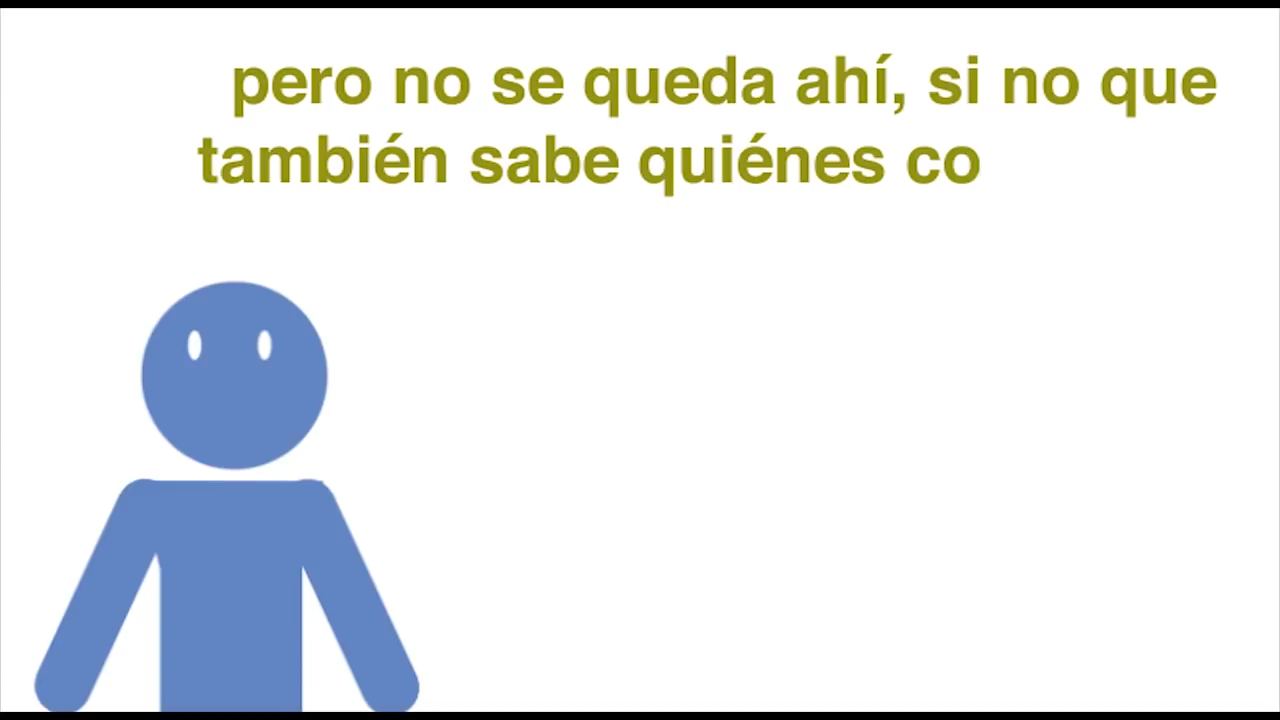 pero no se queda ahí, si no que
también sabe quiénes co